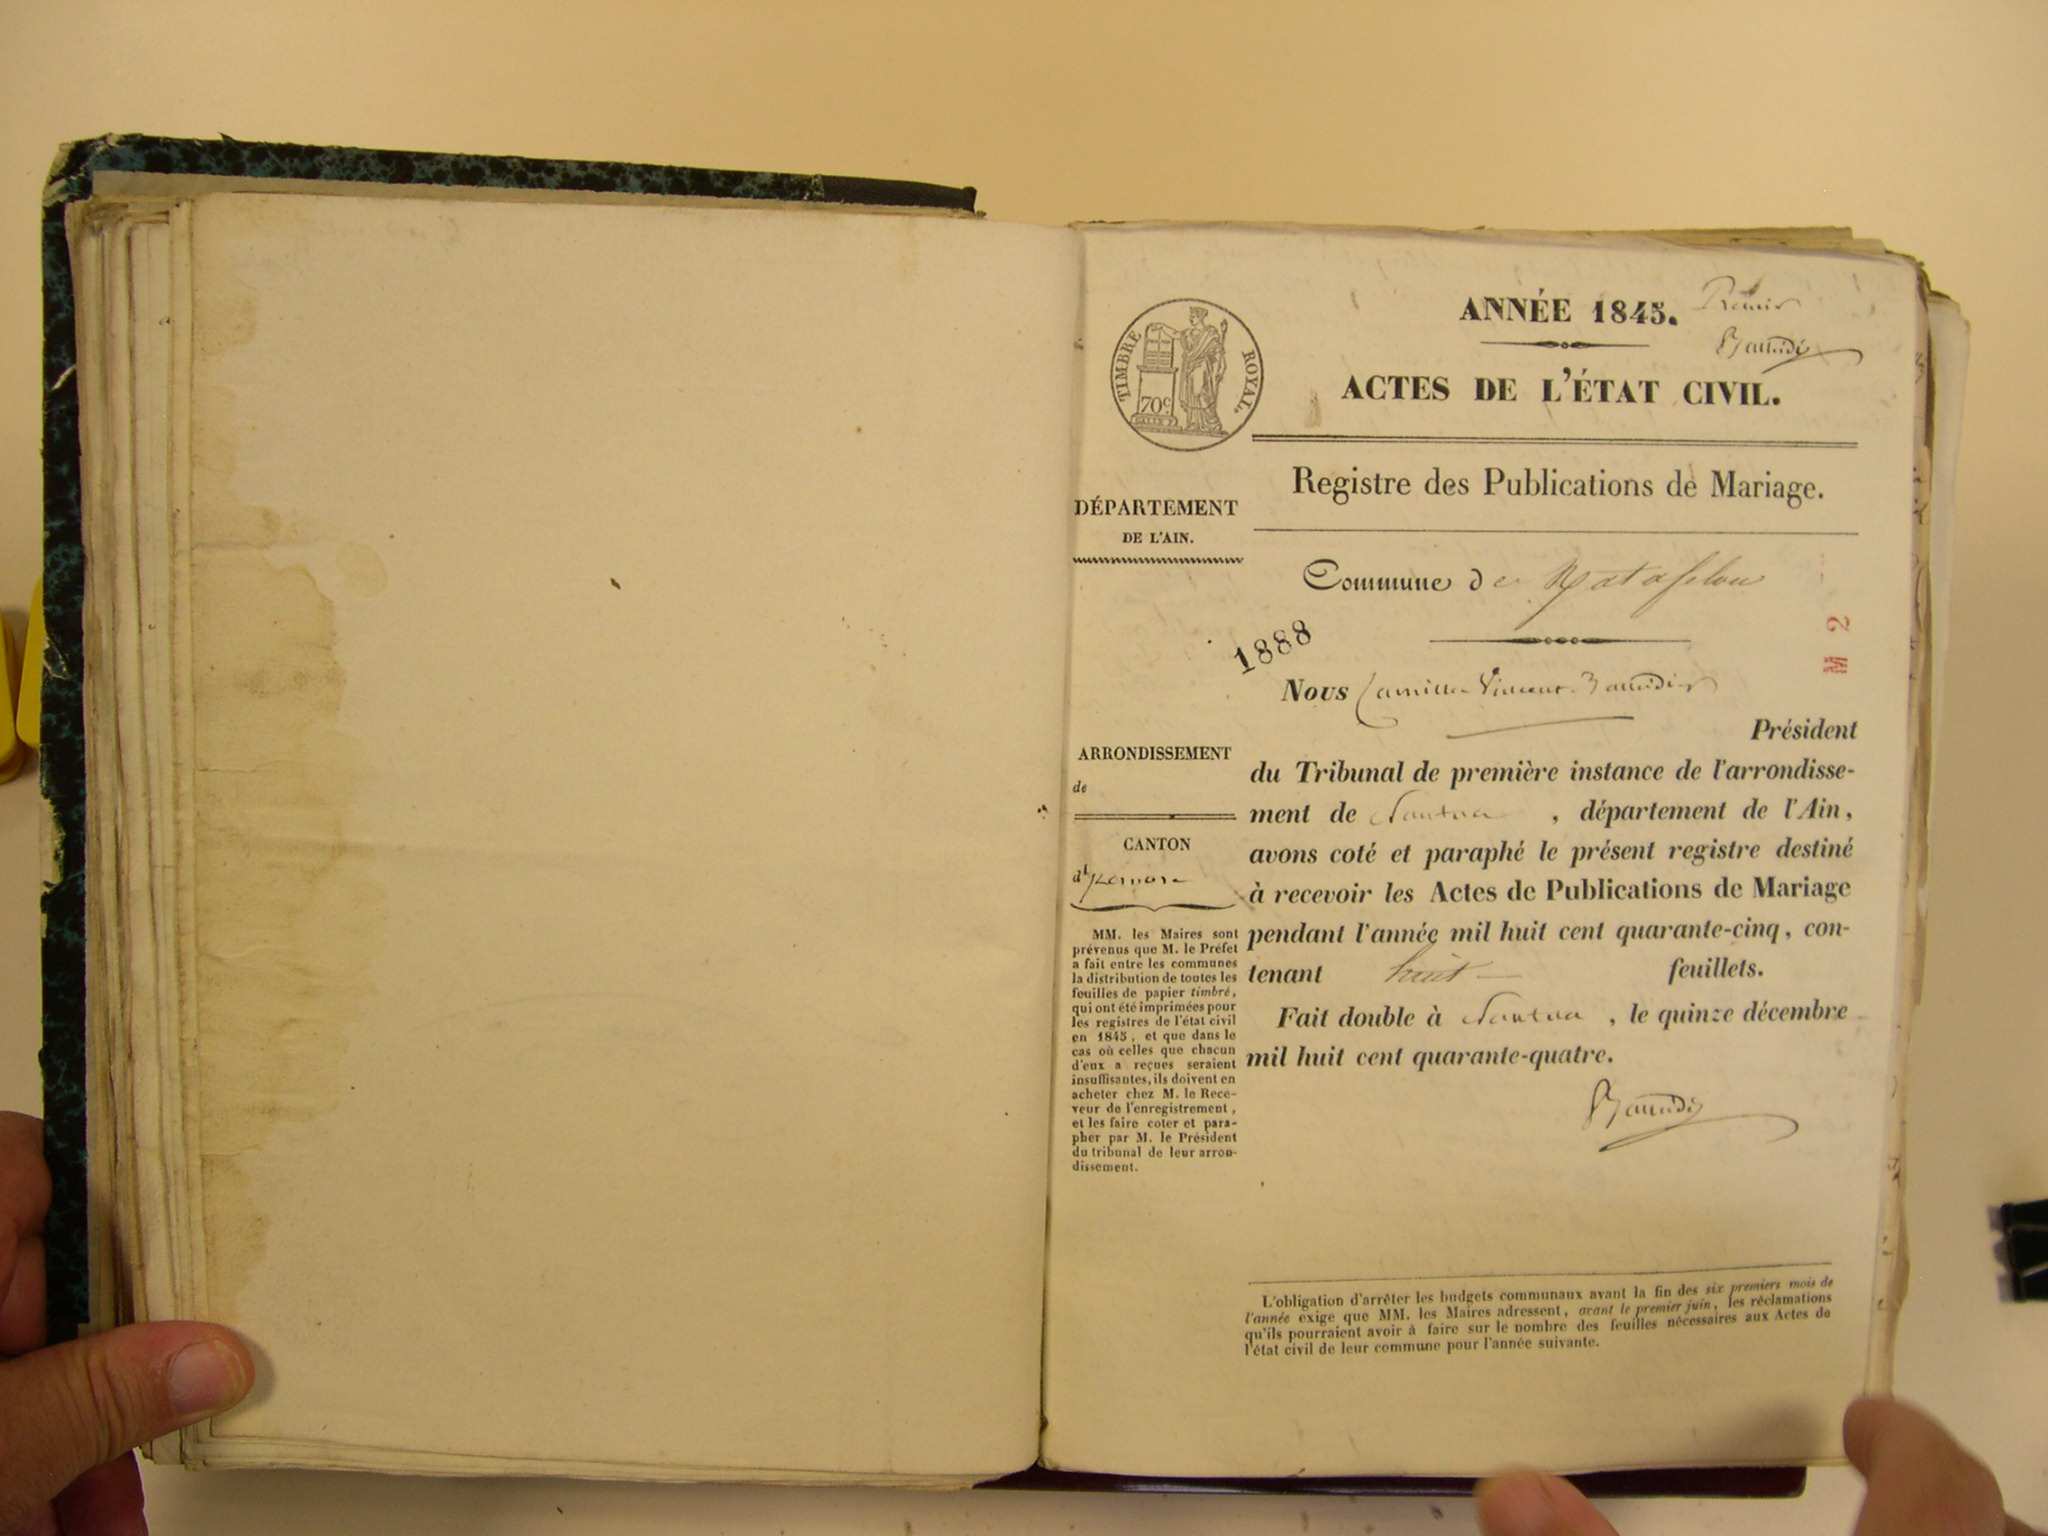 ANNÉE 1845.
Premier
ACTES DE L'ÉTAT CIVIL.
TIMBRE ROYAL.
70c
Registre des Publications de Mariage.
DÉPARTEMENT
DE L'AIN.
Commune de Matafelon
1888
M 2
Nous Camille Vincent
Président
du Tribunal de première instance de l'arrondisse-
ment de Nantua , département de l'Ain,
avons coté et paraphé le présent registre destiné
à recevoir les Actes de Publications de Mariage
pendant l'année mil huit cent quarante-cinq, con-
tenant huit feuillets.
Fait double à Nantua , le quinze décembre
mil huit cent quarante-quatre.
ARRONDISSEMENT
de
CANTON
d'Izernore
MM. les Maires sont
prévenus que M. le Préfet
a fait entre les communes
la distribution de toutes les
feuilles de papier timbré,
qui ont été imprimées pour
les registres de l'état civil
en 1845, et que dans le
cas où celles que chacun
d'eux a reçues seraient
insuffisantes, ils doivent en
acheter chez M. le Rece-
veur de l'enregistrement,
et les faire coter et para-
pher par M. le Président
du tribunal de leur arron-
dissement.
L'obligation d'arrêter les budgets communaux avant la fin des six premiers mois de
l'année exige que MM. les Maires adressent, avant le premier juin, les réclamations
qu'ils pourraient avoir à faire sur le nombre des feuilles nécessaires aux Actes de
l'état civil de leur commune pour l'année suivante.